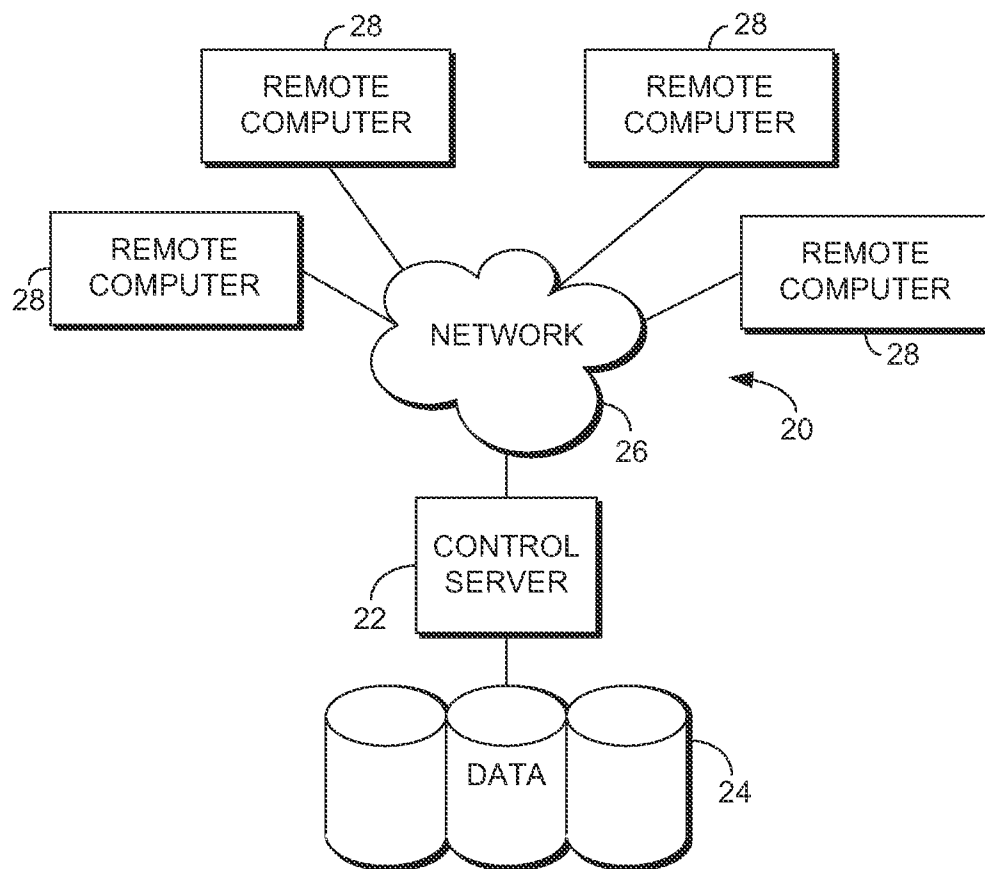 28
28
REMOTE
COMPUTER
REMOTE
COMPUTER
REMOTE
COMPUTER
REMOTE
COMPUTER
28
28
NETWORK
20
26
CONTROL
SERVER
22
DATA
24